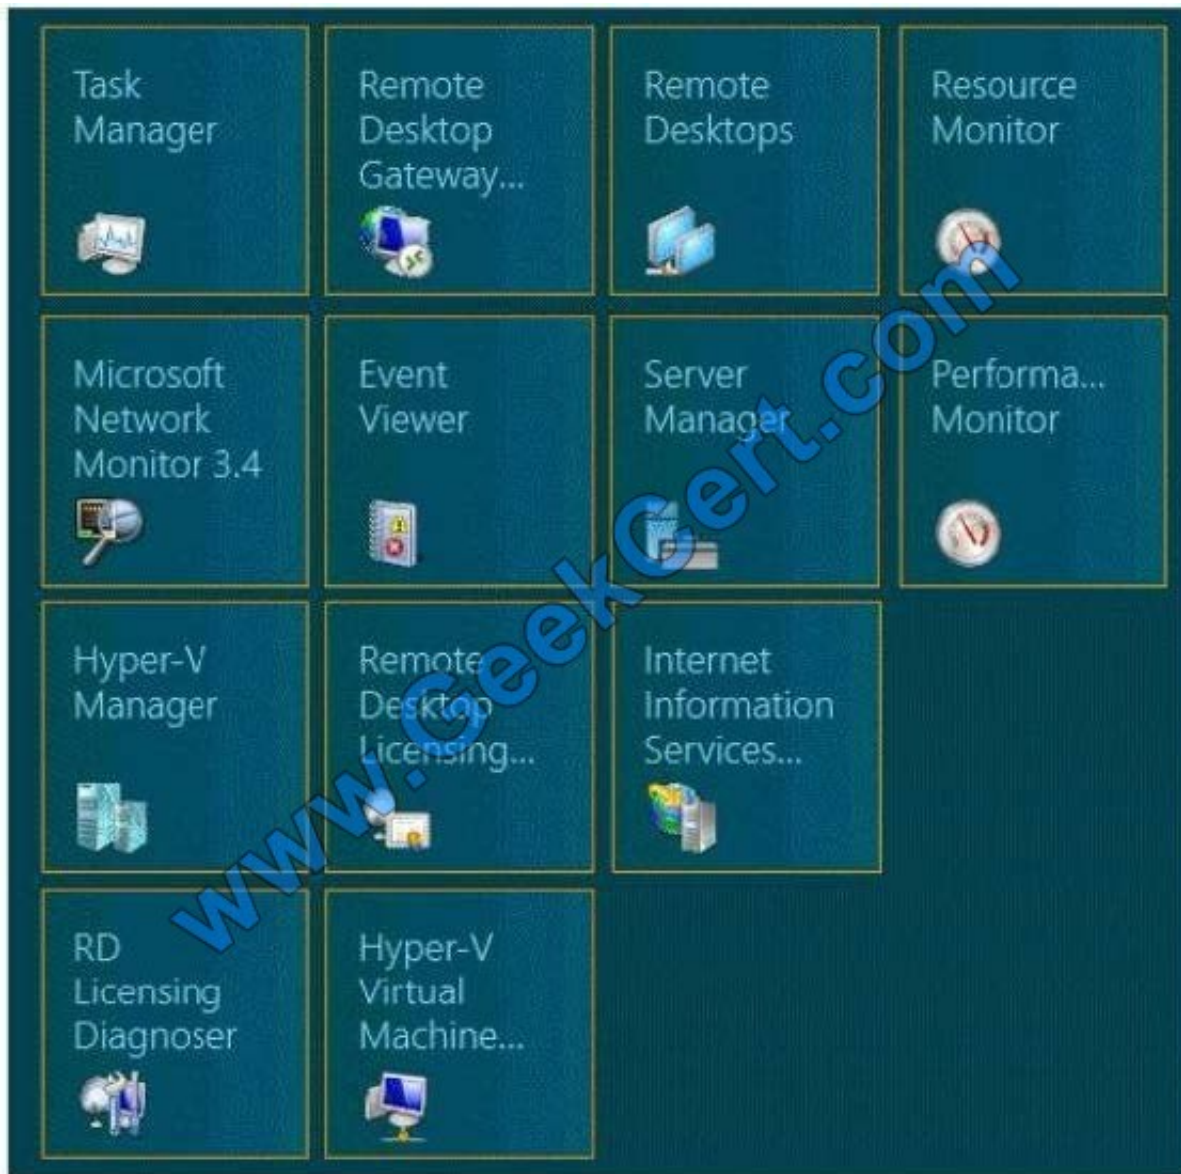 Task
Manager
Remote
Desktop
Gateway...
Remote
Desktops
Resource
Monitor
Microsoft
Network
Monitor 3.4
Event
Viewer
Server
Manager
Performa...
Monitor
Hyper-V
Manager
Remote
Desktop
Licensing...
Internet
Information
Services...
RD
Licensing
Diagnoser
Hyper-V
Virtual
Machine...
www.GeekCert.com